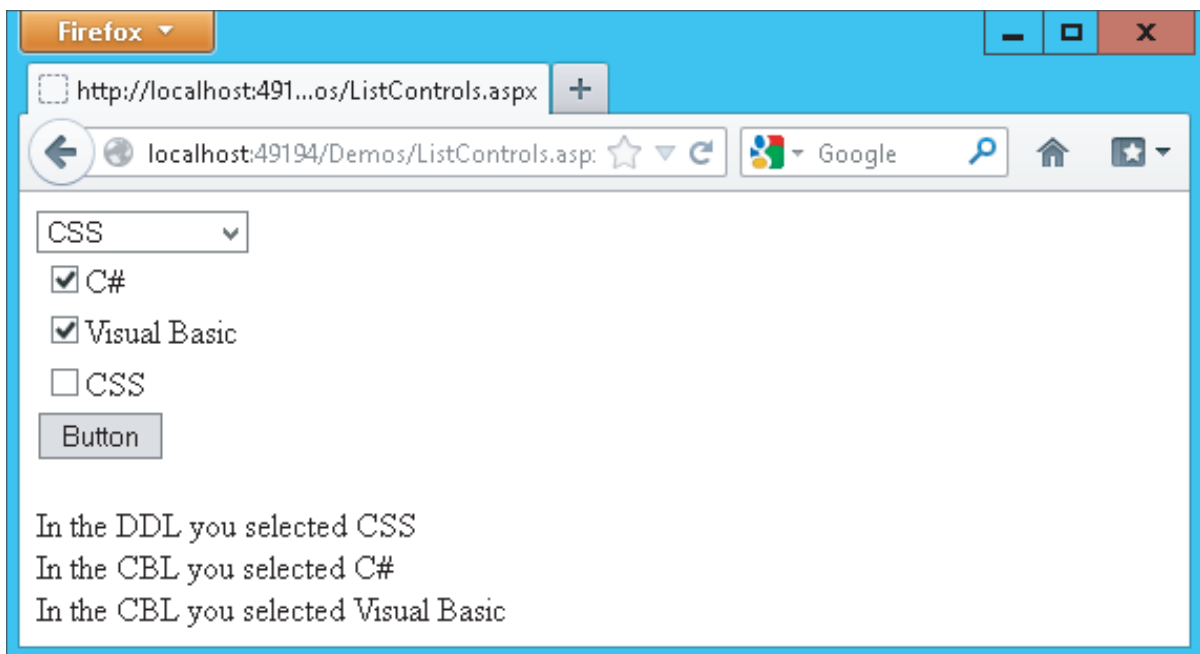 Firefox
http://localhost:491...os/ListControls.aspx
localhost:49194/Demos/ListControls.asp:
Google
CSS
C#
Visual Basic
CSS
Button
In the DDL you selected CSS
In the CBL you selected C#
In the CBL you selected Visual Basic